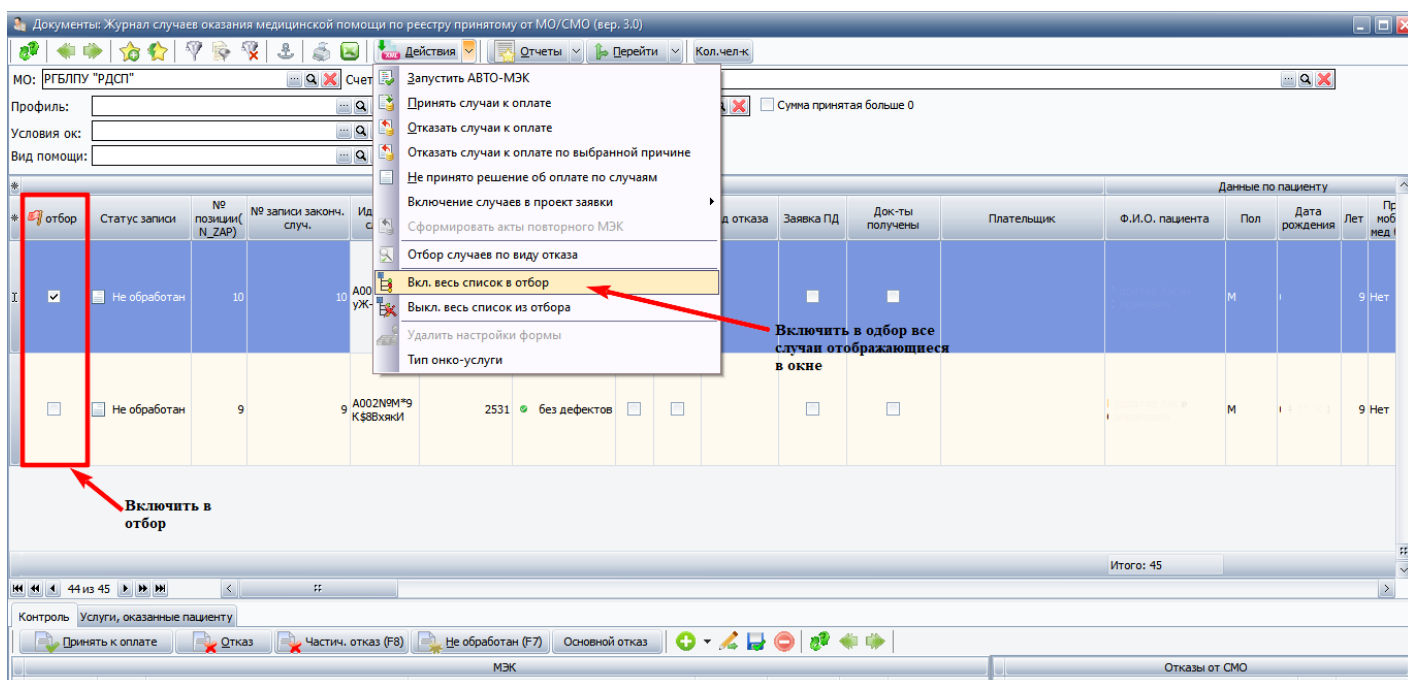 Документы: Журнал случаев оказания медицинской помощи по реестру принятому от МО/СМО (вер. 3.0)
Действия Отчеты Перейти Кол.чел-к
МО: РГБЛПУ "РДСП" Счет
Профиль: Сумма принятая больше 0
Условия ок:
Вид помощи:
Запустить АВТО-МЭК
Принять случаи к оплате
Отказать случаи к оплате
Отказать случаи к оплате по выбранной причине
Не принято решение об оплате по случаям
Включение случаев в проект заявки
Сформировать акты повторного МЭК
Отбор случаев по виду отказа
Вкл. весь список в отбор
Выкл. весь список из отбора
Удалить настройки формы
Тип онко-услуги
Данные по пациенту
отбор Статус записи № позиции( N_ZAP) № записи законч. случ. д отказа Заявка ПД Док-ты получены Плательщик Ф.И.О. пациента Пол Дата рождения Лет
Не обработан 10 10 М 9 Нет
Включить в одбор все
случаи отображающиеся
в окне
Не обработан 9 9 А002№М*9 2531 без дефектов М 9 Нет
К$8ВхякИ
Включить в
отбор
Итого: 45
44 из 45
Контроль Услуги, оказанные пациенту
Принять к оплате Отказ Частич. отказ (F8) Не обработан (F7) Основной отказ
МЭК Отказы от СМО